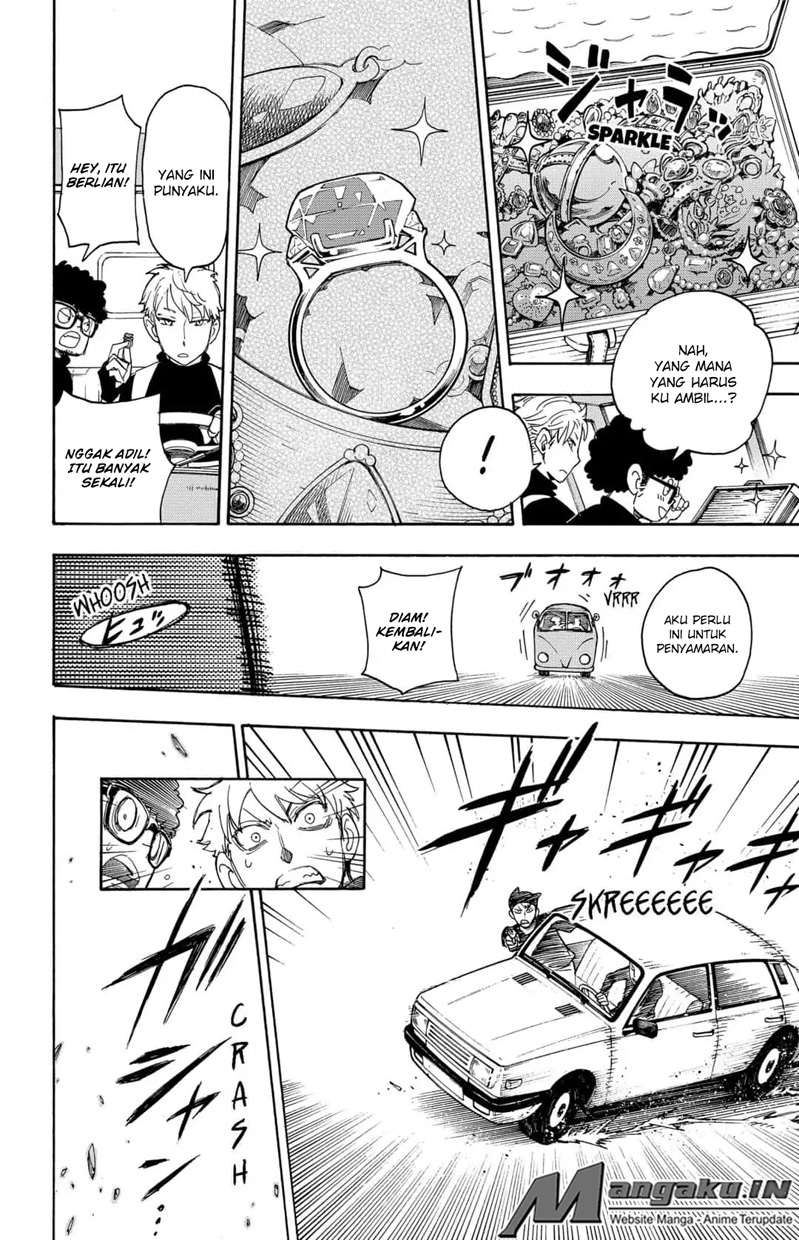 ジャラッ
SPARKLE
NAH,
YANG MANA
YANG HARUS
KU AMBIL...?
!
YANG INI
PUNYAKU.
HEY, ITU
BERLIAN!
NGGAK ADIL!
ITU BANYAK
SEKALI!
AKU PERLU
INI UNTUK
PENYAMARAN.
ブオオオ
VRRR
DIAM!
KEMBALI-
KAN!
WHOOSH
ヒュッ
ギャギャギャ
SKREEEEEE
ガシャン...
CRASH
Mangaku.IN
Website Manga - Anime Terupdate